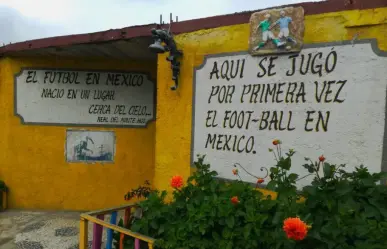 EL FUTBOL EN MEXICO
NACIO EN UN LUGAR
CERCA DEL CIELO...
REAL DEL MONTE HGO.
AQUI SE JUGÓ
POR PRIMERA VEZ
EL FOOT-BALL EN
MEXICO.